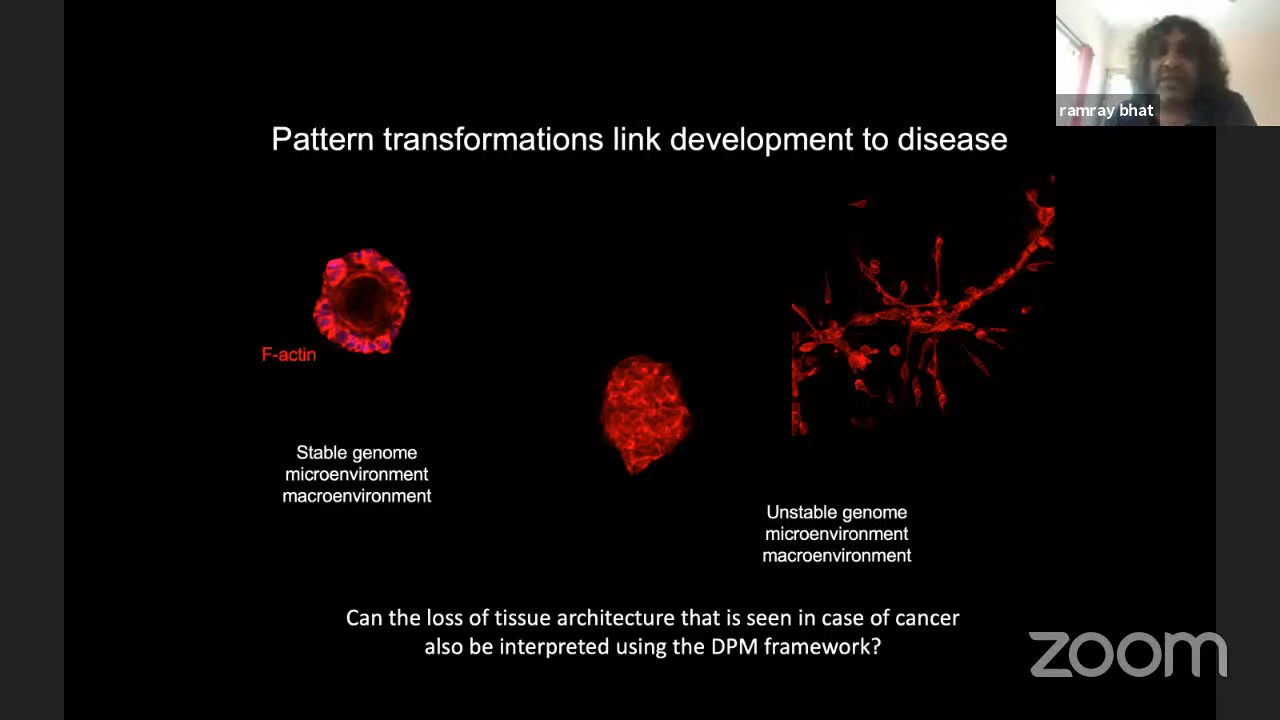 ramray bhat
Pattern transformations link development to disease
F-actin
Stable genome
microenvironment
macroenvironment
Unstable genome
microenvironment
macroenvironment
Can the loss of tissue architecture that is seen in case of cancer
also be interpreted using the DPM framework?
zoom